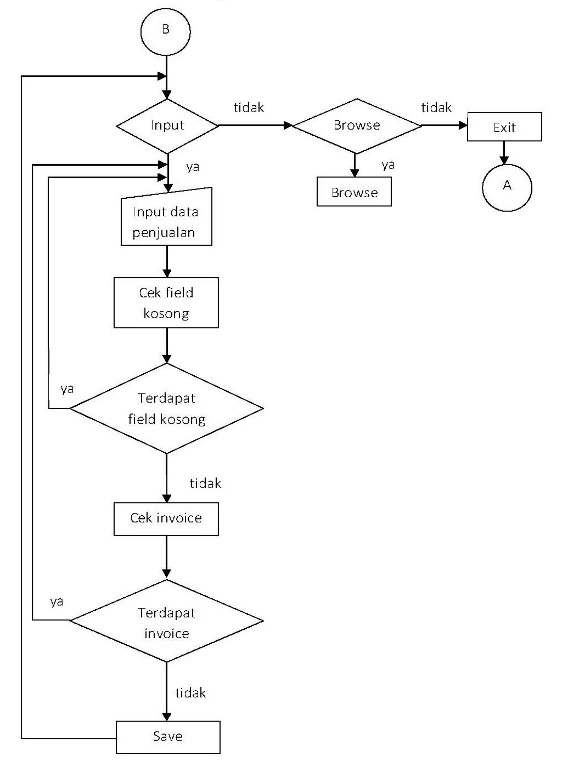 B
Input
tidak
Browse
tidak
Exit
ya
ya
Browse
A
Input data
penjualan
Cek field
kosong
ya
Terdapat
field kosong
tidak
Cek invoice
ya
Terdapat
invoice
tidak
Save